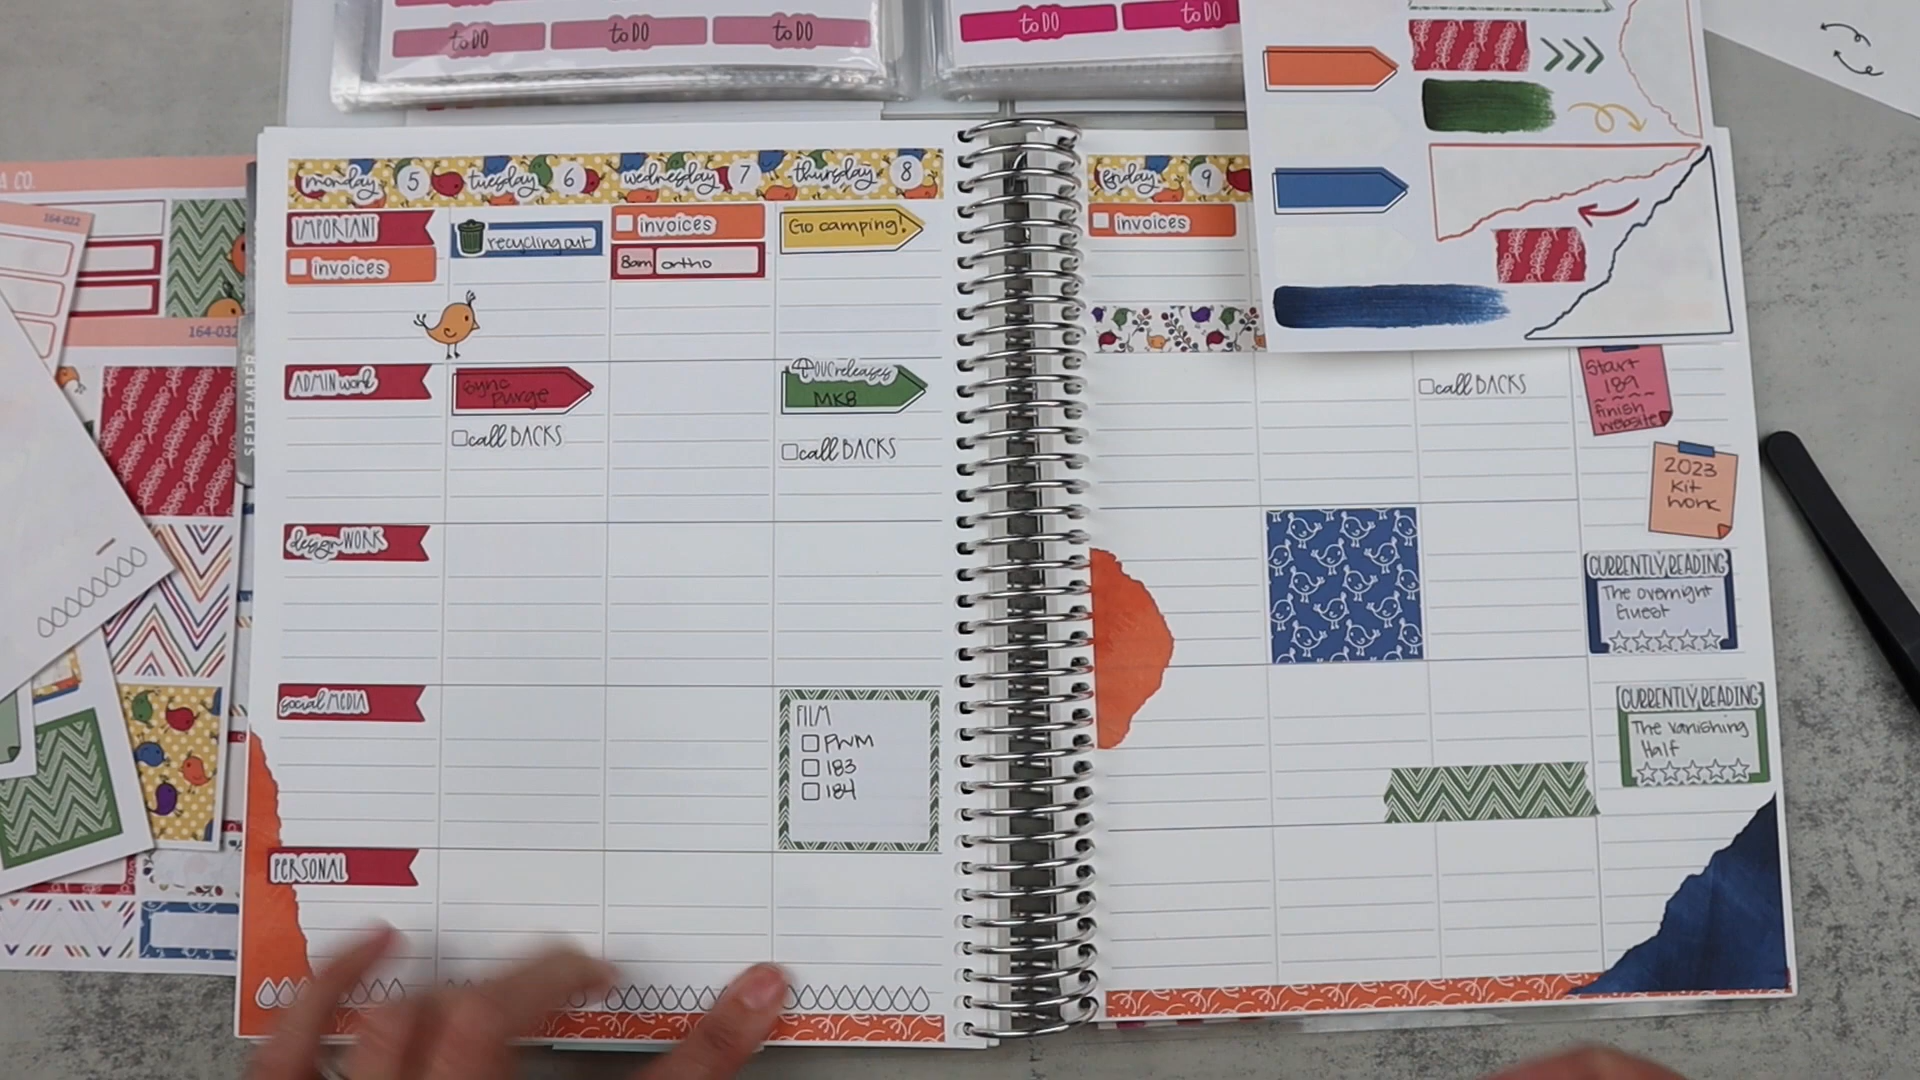 to DO
to DO
to DO
to DO
to DO
A CO.
164-022
164-032
SEPTEMBER
monday 5
tuesday 6
wednesday 7
thursday 8
friday 9
IMPORTANT
invoices
recycling out
invoices
8am ortho
Go camping!
invoices
ADMIN work
sync
purge
call BACKS
OUC releases
MK8
call BACKS
call BACKS
Start
189
finish
website
2023
Kit
work
design WORK
CURRENTLY READING
The overnight
Guest
social MEDIA
FILM
PWM
183
184
CURRENTLY READING
The Vanishing
Half
PERSONAL